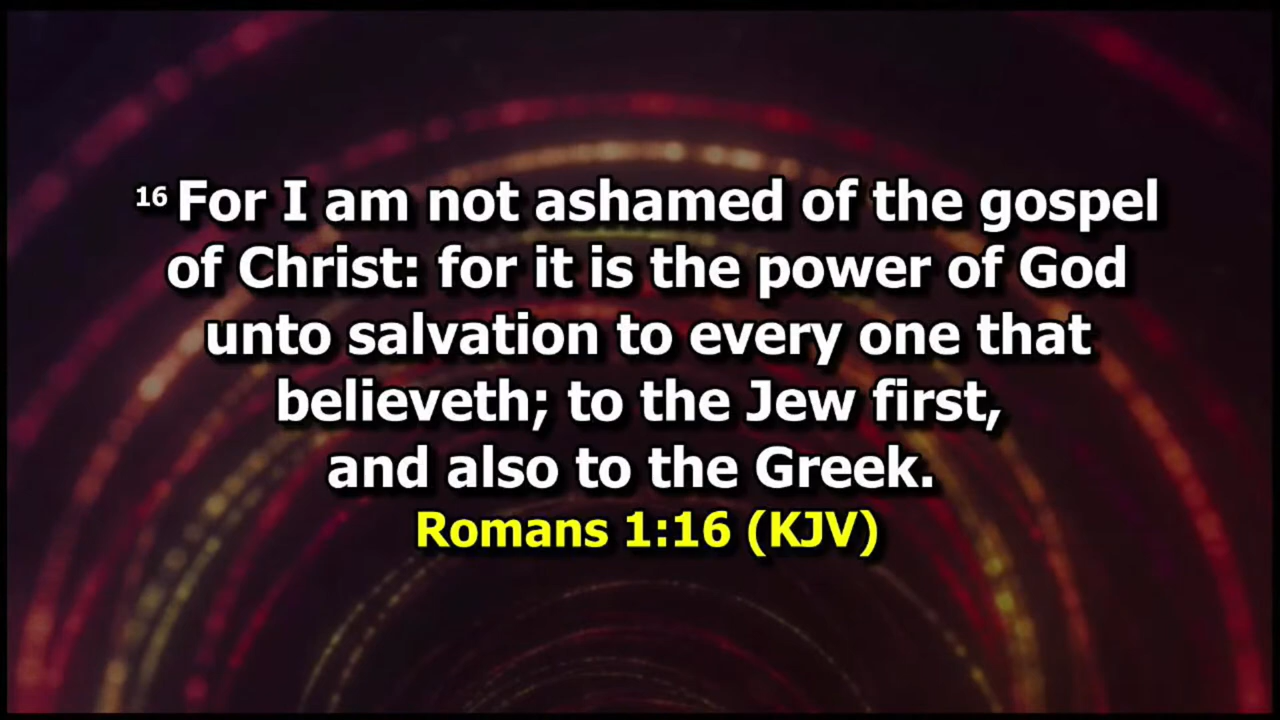 16 For I am not ashamed of the gospel
of Christ: for it is the power of God
unto salvation to every one that
believeth; to the Jew first,
and also to the Greek.
Romans 1:16 (KJV)